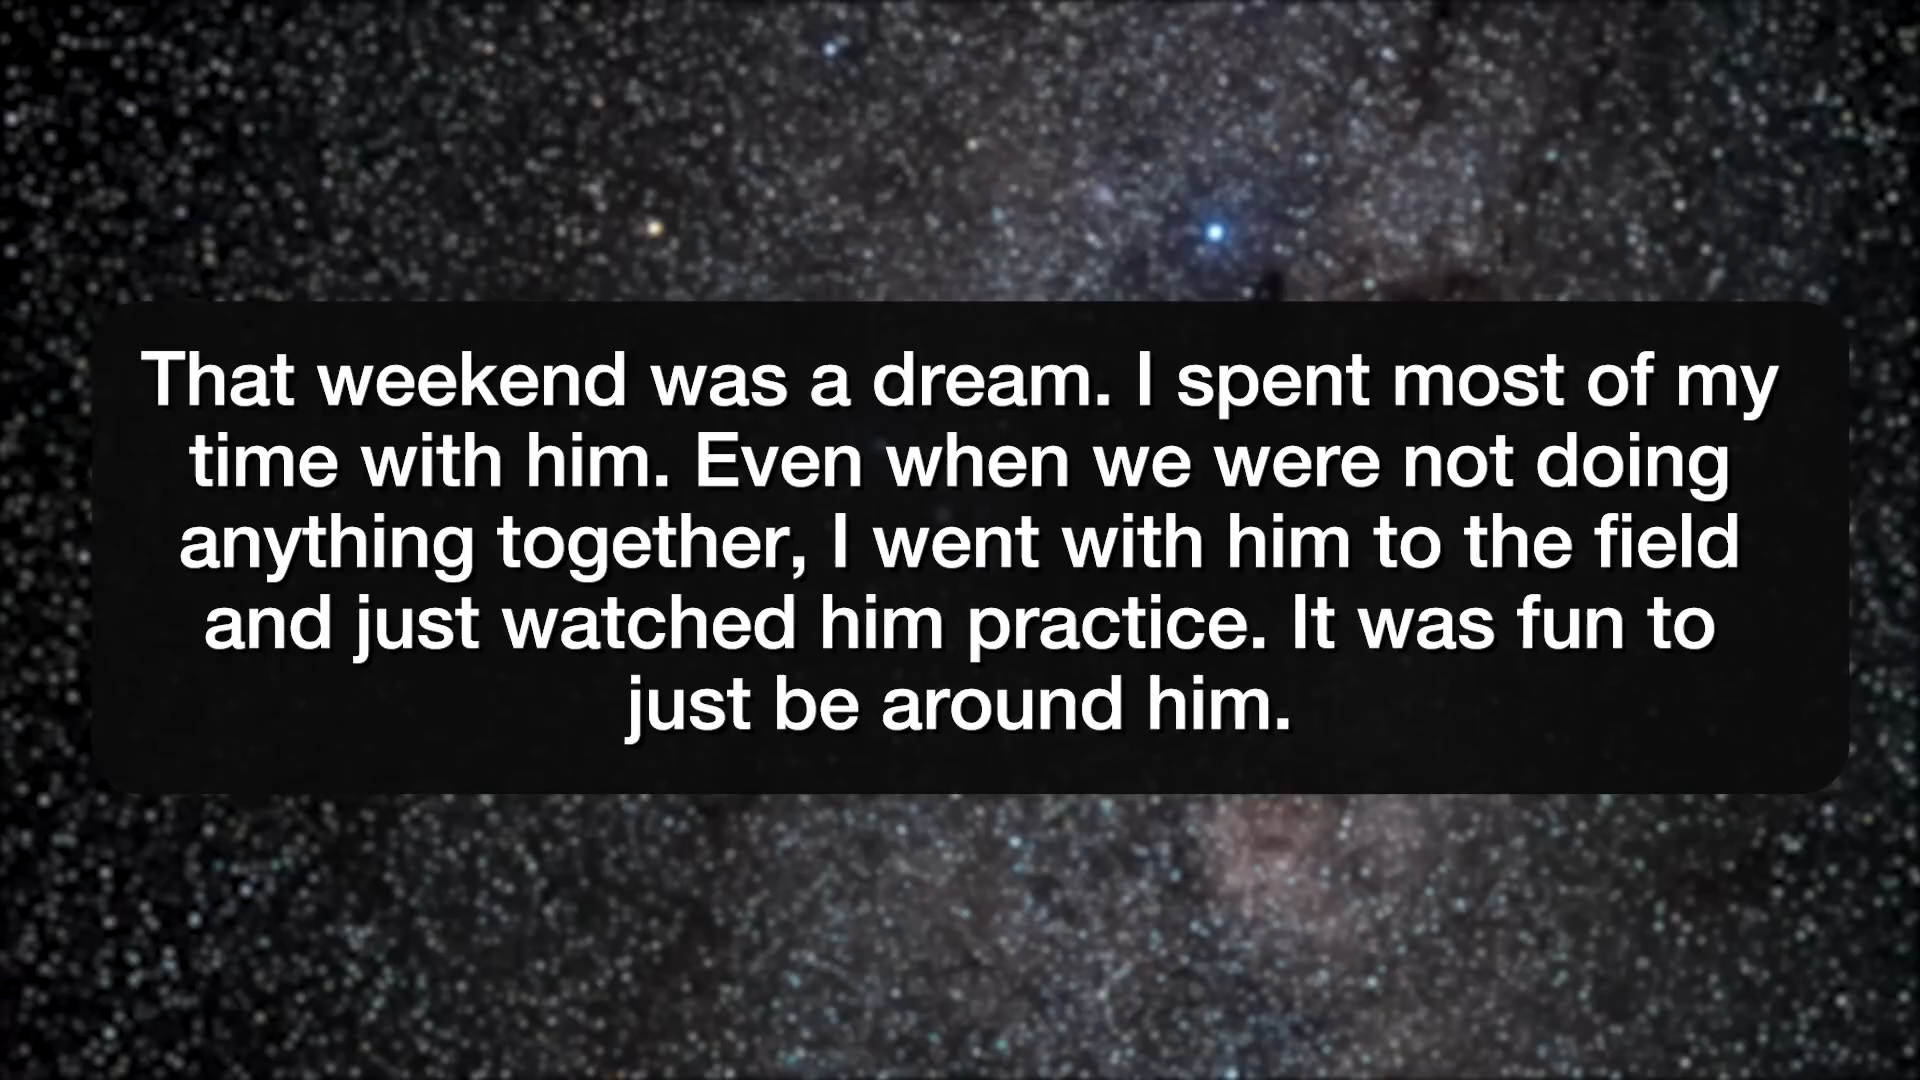 That weekend was a dream. I spent most of my
time with him. Even when we were not doing
anything together, I went with him to the field
and just watched him practice. It was fun to
just be around him.